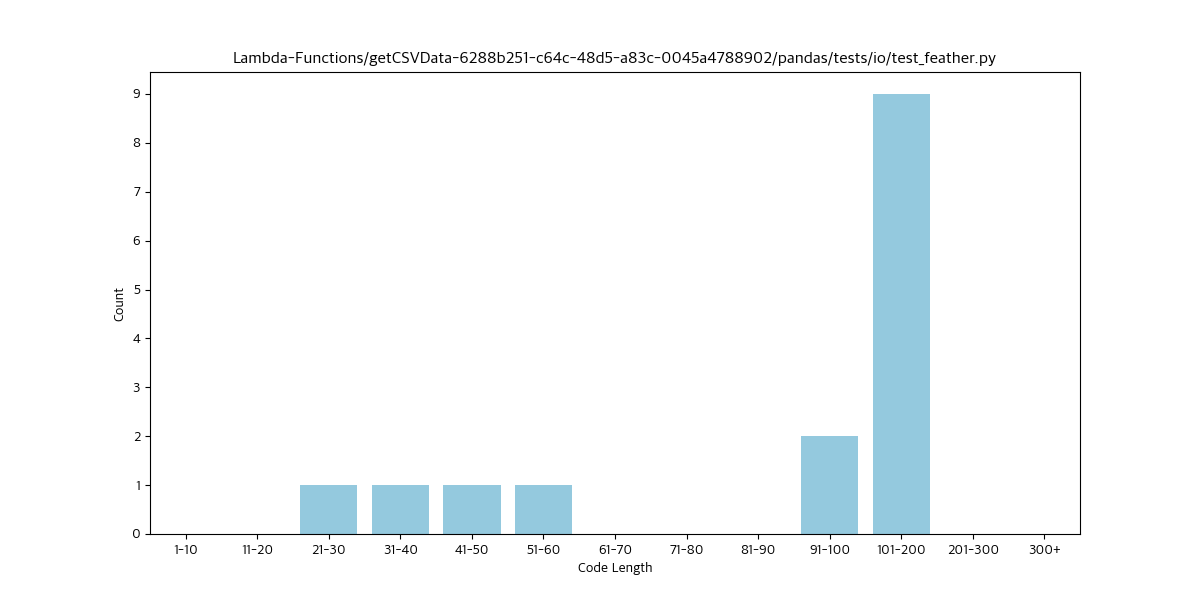 Lambda-Functions/getCSVData-6288b251-c64c-48d5-a83c-0045a4788902/pandas/tests/io/test_feather.py
9
8
7
6
5
4
3
2
1
0
Count
1-10 11-20 21-30 31-40 41-50 51-60 61-70 71-80 81-90 91-100 101-200 201-300 300+
Code Length